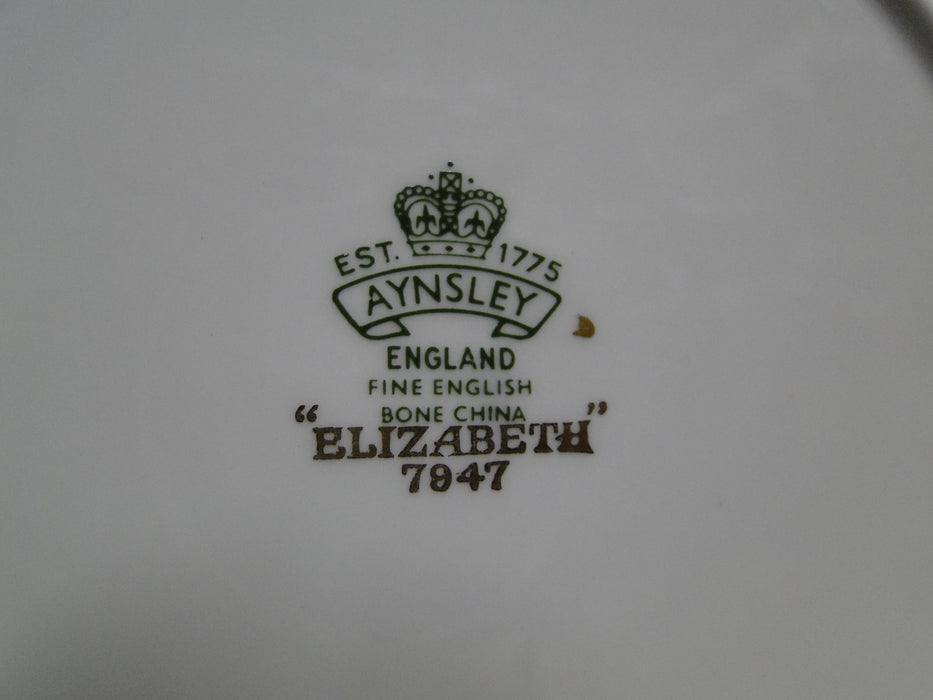 EST. 1775
AYNSLEY
ENGLAND
FINE ENGLISH
BONE CHINA
"ELIZABETH"
7947